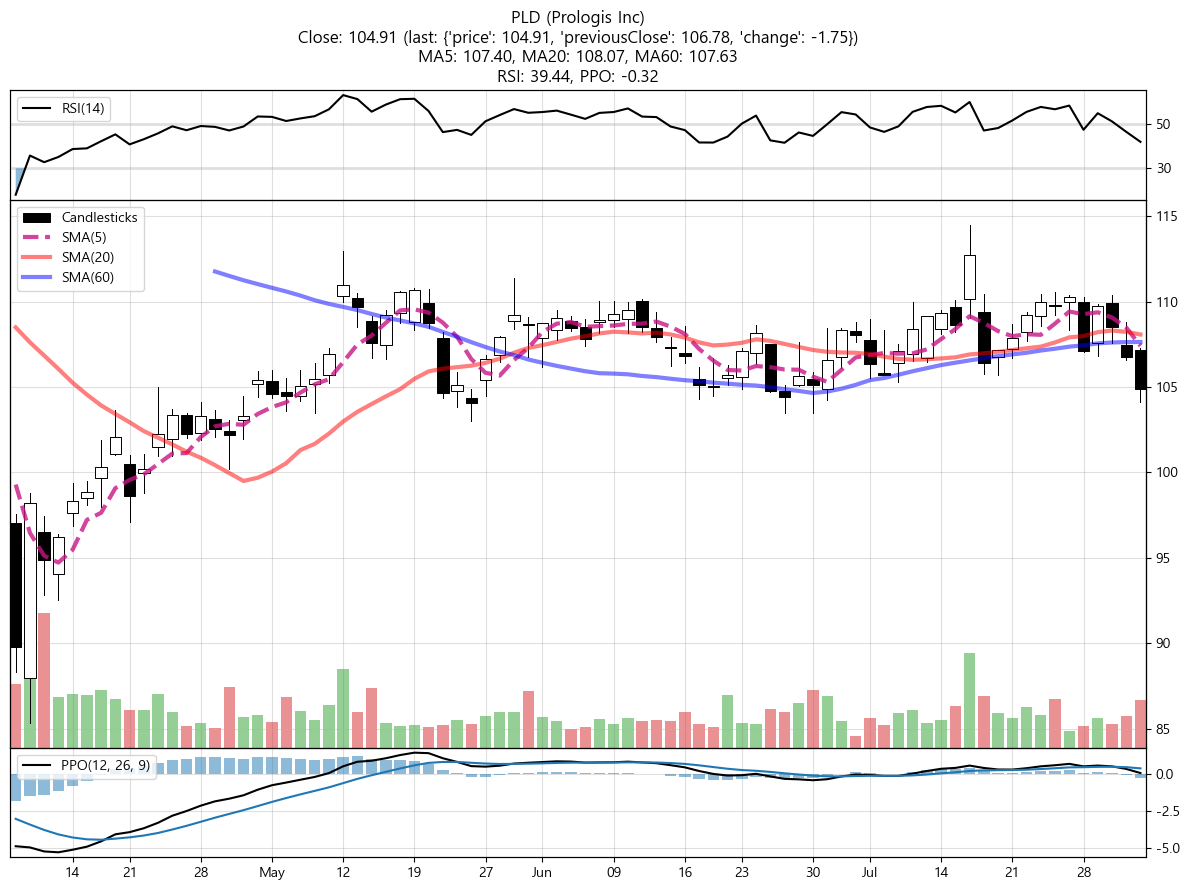 PLD (Prologis Inc)
Close: 104.91 (last: {'price': 104.91, 'previousClose': 106.78, 'change': -1.75})
MA5: 107.40, MA20: 108.07, MA60: 107.63
RSI: 39.44, PPO: -0.32
RSI(14)
50
30
Candlesticks
SMA(5)
SMA(20)
SMA(60)
115
110
105
100
95
90
85
PPO(12, 26, 9)
0.0
-2.5
-5.0
14 21 28 May 12 19 27 Jun 09 16 23 30 Jul 14 21 28